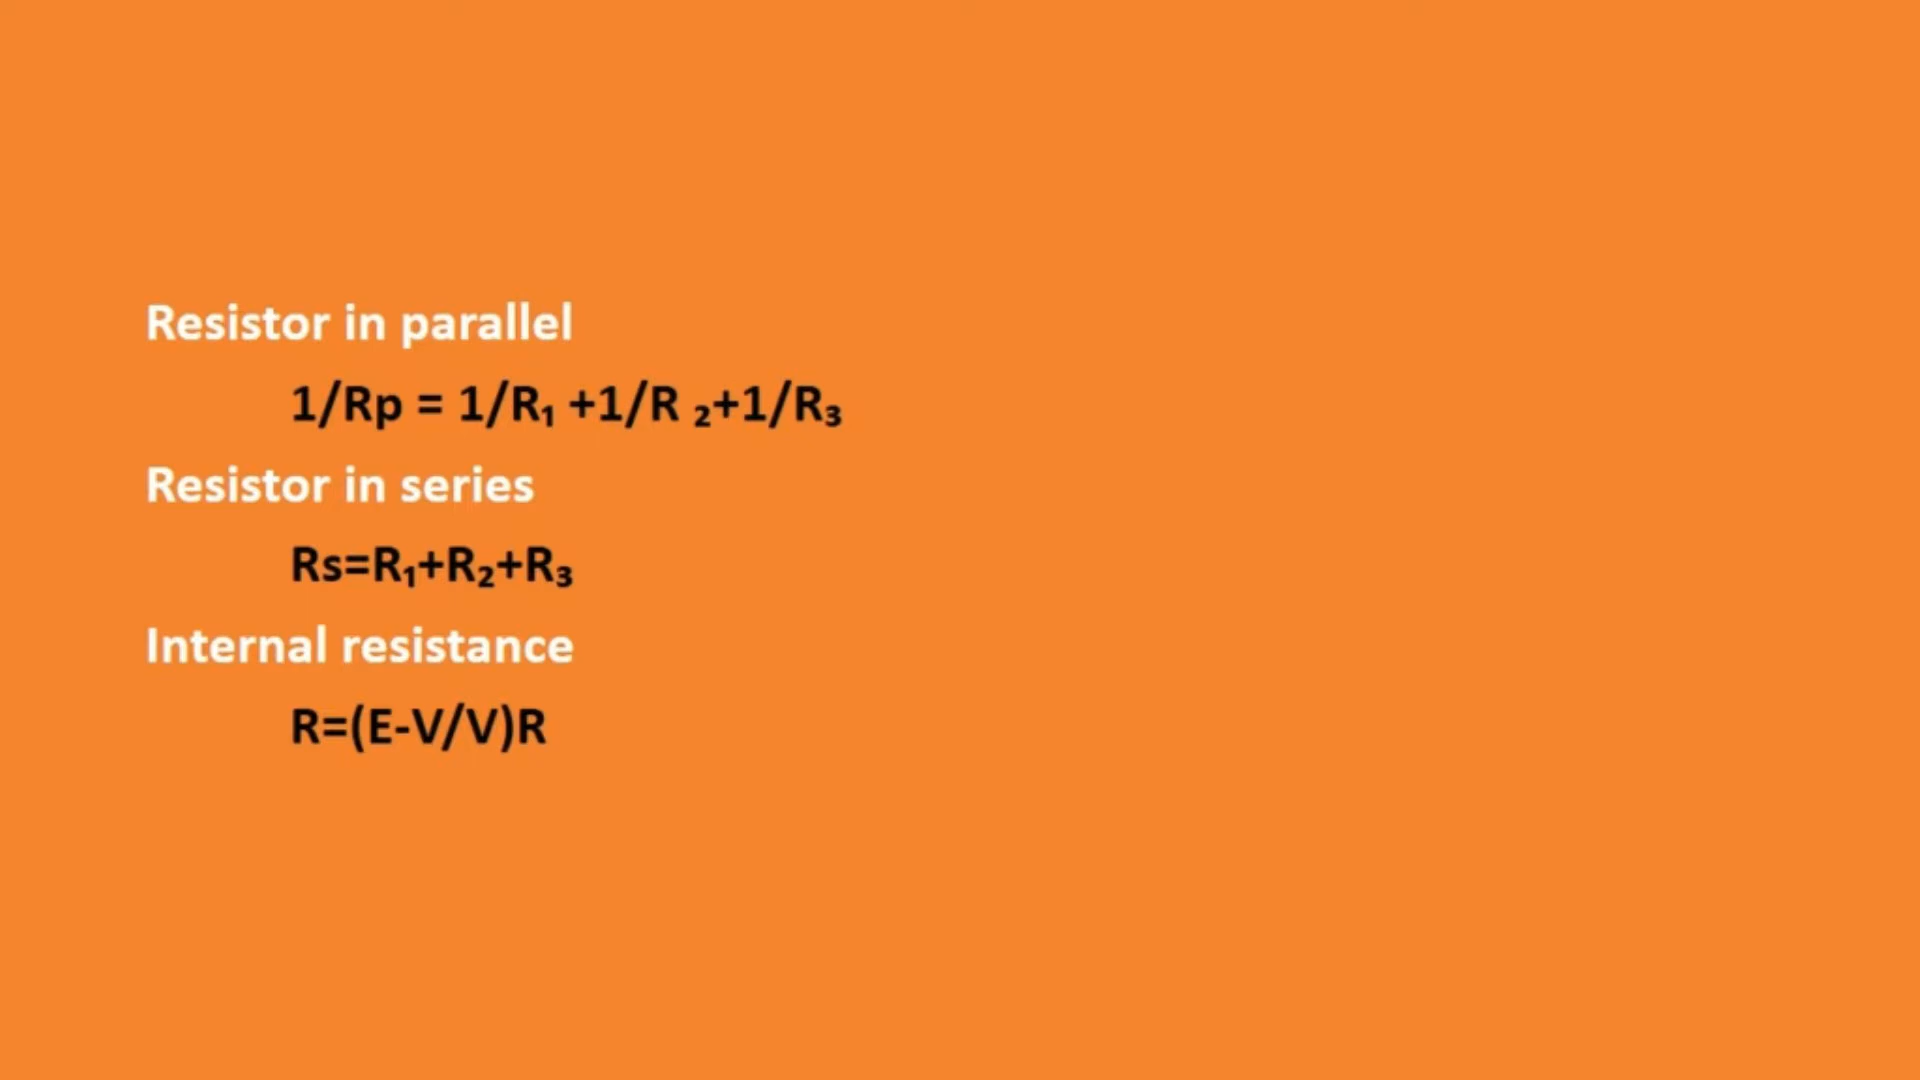 Resistor in parallel
1/Rp = 1/R₁ +1/R ₂+1/R₃
Resistor in series
Rs=R₁+R₂+R₃
Internal resistance
R=(E-V/V)R